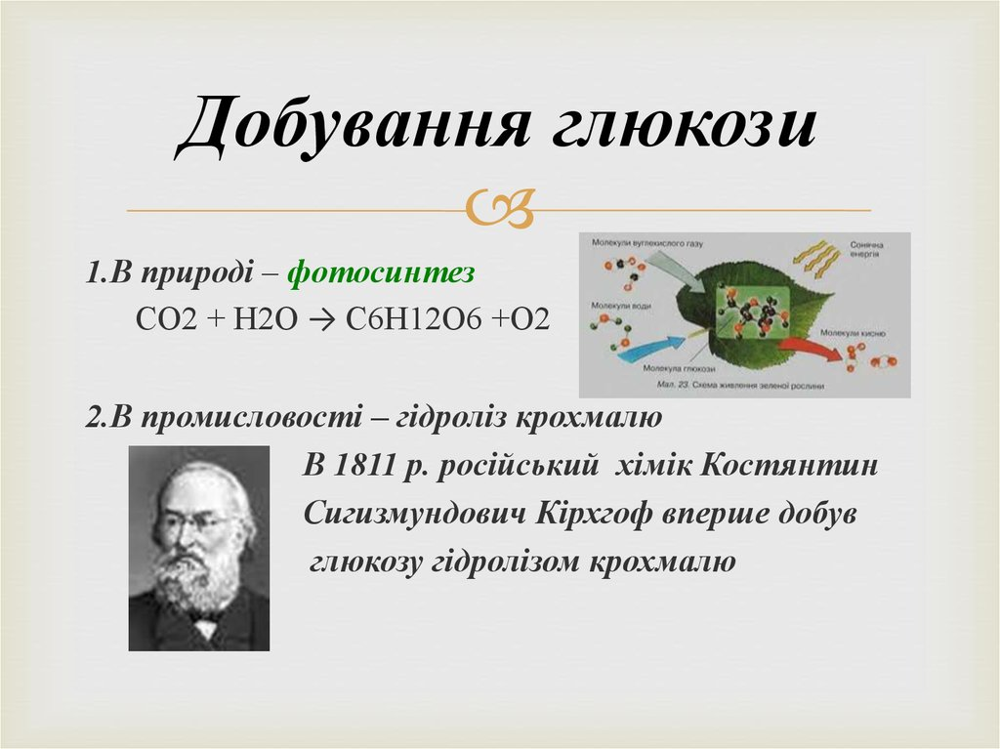 Добування глюкози
1.В природі – фотосинтез
CO2 + H2O → C6H12O6 +O2
Молекули вуглекислого газу
Сонячна
енергія
Молекули води
Молекули кисню
Молекула глюкози
Мал. 23. Схема живлення зеленої рослини
2.В промисловості – гідроліз крохмалю
В 1811 р. російський хімік Костянтин
Сигизмундович Кірхгоф вперше добув
глюкозу гідролізом крохмалю